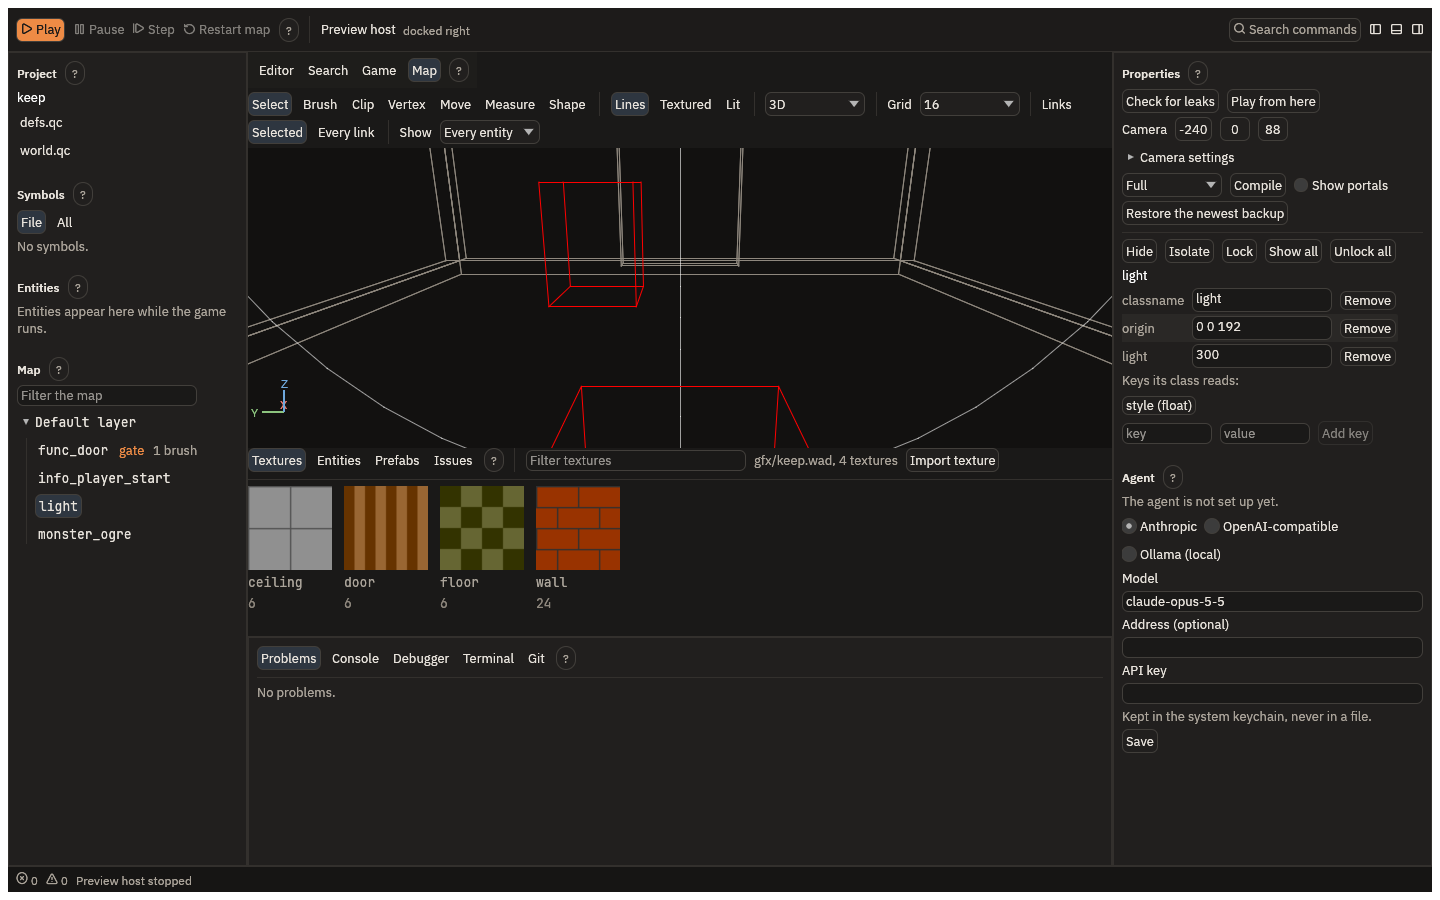 Play Pause Step Restart map ? Preview host docked right Search commands
Project ?
keep
defs.qc
world.qc
Symbols ?
File All
No symbols.
Entities ?
Entities appear here while the game
runs.
Map ?
Filter the map
Default layer
func_door gate 1 brush
info_player_start
light
monster_ogre
Editor Search Game Map ?
Select Brush Clip Vertex Move Measure Shape Lines Textured Lit 3D Grid 16 Links
Selected Every link Show Every entity
Z
Y X
Textures Entities Prefabs Issues ? Filter textures gfx/keep.wad, 4 textures Import texture
ceiling door floor wall
6 6 6 24
Problems Console Debugger Terminal Git ?
No problems.
Properties ?
Check for leaks Play from here
Camera -240 0 88
Camera settings
Full Compile Show portals
Restore the newest backup
Hide Isolate Lock Show all Unlock all
light
classname light Remove
origin 0 0 192 Remove
light 300 Remove
Keys its class reads:
style (float)
key value Add key
Agent ?
The agent is not set up yet.
Anthropic OpenAI-compatible
Ollama (local)
Model
claude-opus-5-5
Address (optional)
API key
Kept in the system keychain, never in a file.
Save
0 0 Preview host stopped